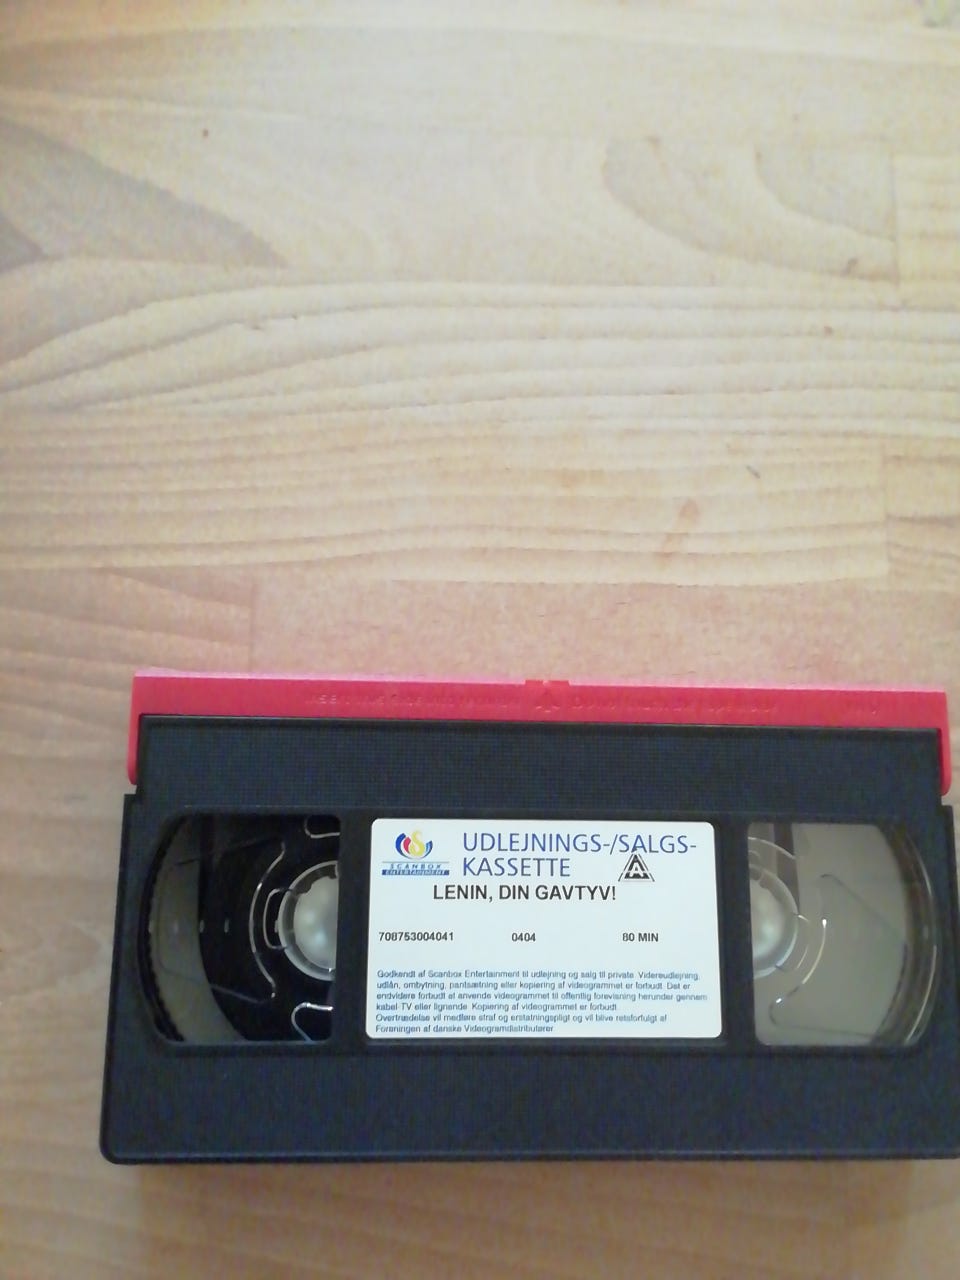 SCANBOX
ENTERTAINMENT
UDLEJNINGS-/SALGS-
KASSETTE
LENIN, DIN GAVTYV!
708753004041 0404 80 MIN
Godkendt af Scanbox Entertainment til udlejning og salg til private. Videreudlejning,
udlån, ombytning, pantsætning eller kopiering af videogrammet er forbudt. Det er
endvidere forbudt at anvende videogrammet til offentlig forevisning herunder gennem
kabel-TV eller lignende. Kopiering af videogrammet er forbudt.
Overtrædelse vil medføre straf og erstatningspligt og vil blive retsforfulgt af
Foreningen af danske Videogramdistributører